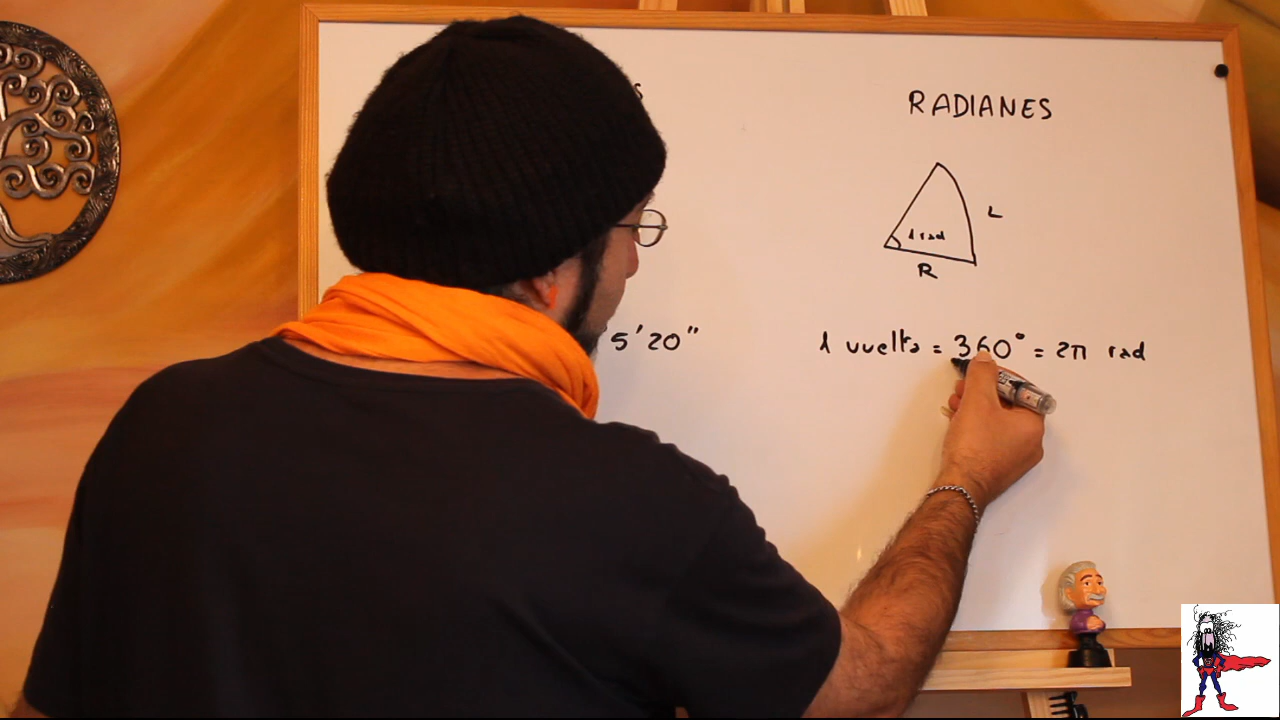 RADIANES
L
1 rad
R
5'20"
1 vuelta = 360° = 2π rad